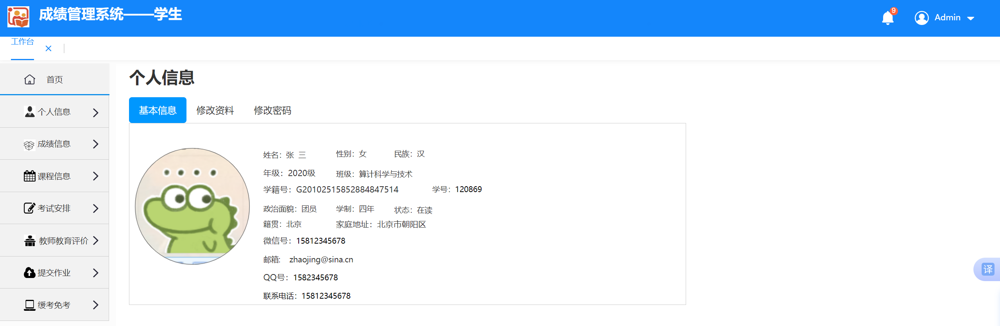 成绩管理系统——学生
9
Admin
工作台
首页
个人信息
成绩信息
课程信息
考试安排
教师教育评价
提交作业
缓考免考
个人信息
基本信息 修改资料 修改密码
姓名：张 三 性别：女 民族：汉
年级：2020级 班级：算计科学与技术
学籍号：G20102515852884847514 学号：120869
政治面貌：团员 学制：四年 状态：在读
籍贯：北京 家庭地址：北京市朝阳区
微信号：15812345678
邮箱: zhaojing@sina.cn
QQ号：1582345678
联系电话：15812345678
译